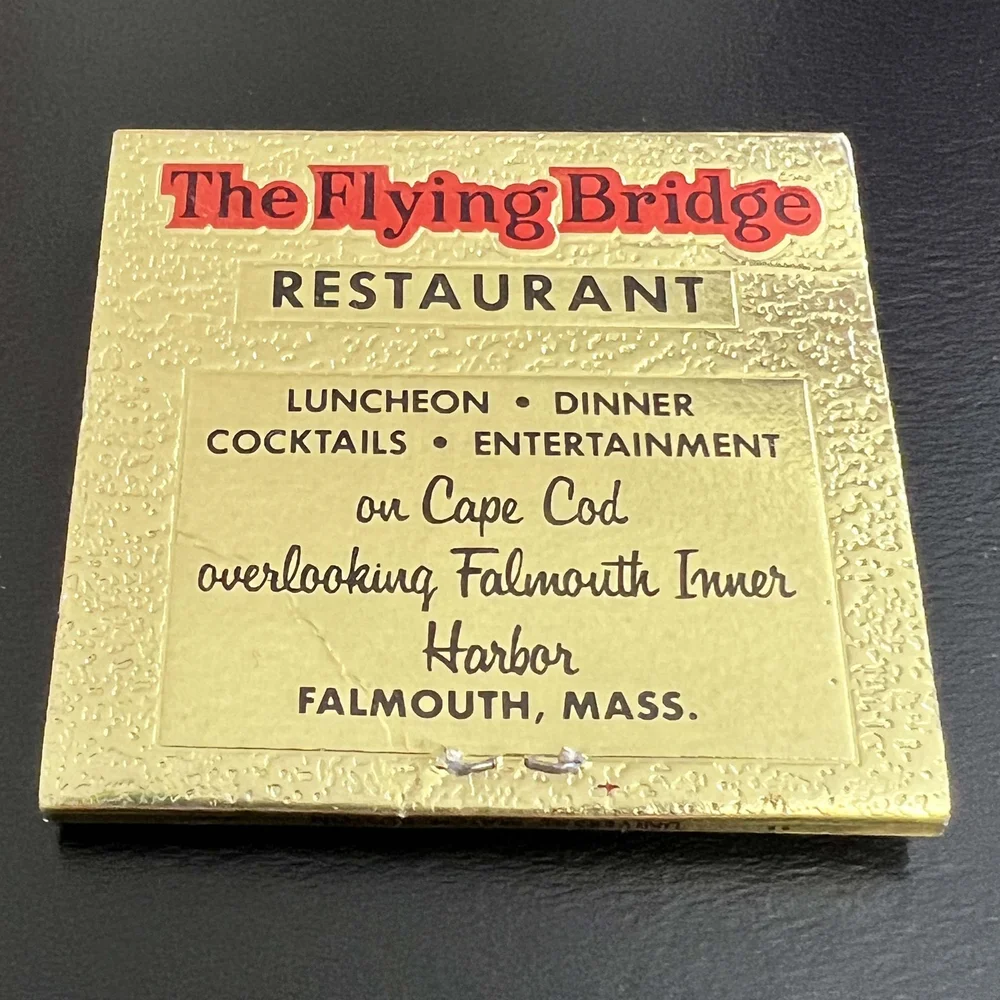 The Flying Bridge
RESTAURANT
LUNCHEON • DINNER
COCKTAILS • ENTERTAINMENT
on Cape Cod
overlooking Falmouth Inner
Harbor
FALMOUTH, MASS.